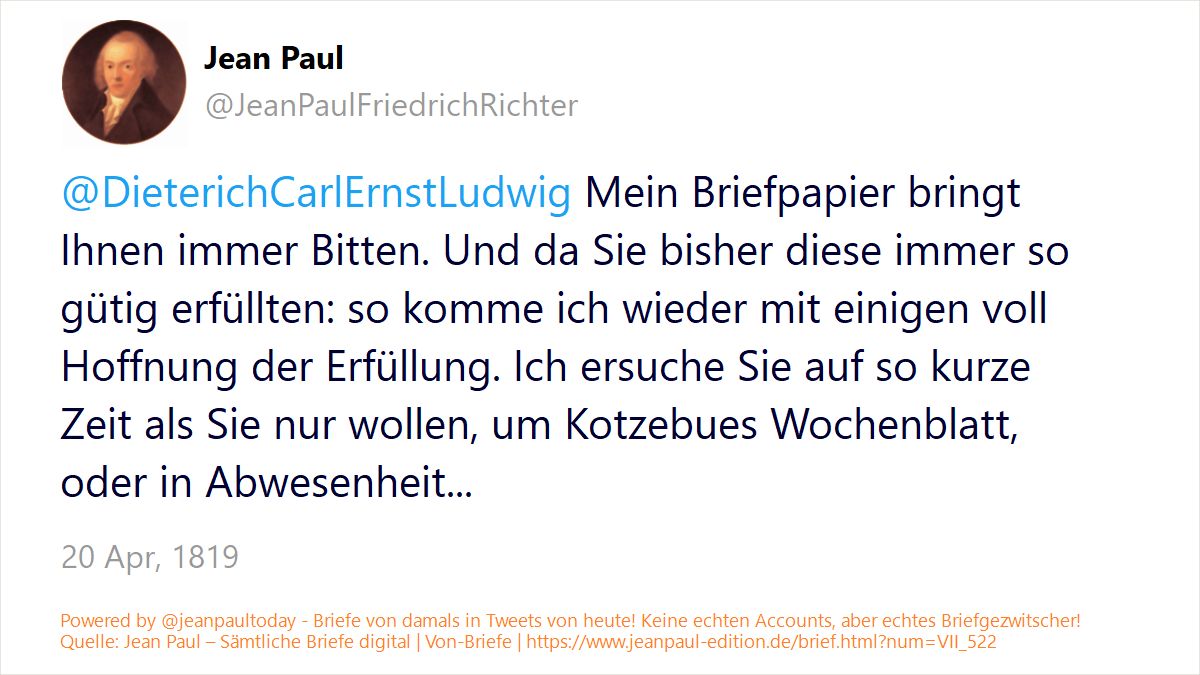 Jean Paul
@JeanPaulFriedrichRichter
@DieterichCarlErnstLudwig Mein Briefpapier bringt
Ihnen immer Bitten. Und da Sie bisher diese immer so
gütig erfüllten: so komme ich wieder mit einigen voll
Hoffnung der Erfüllung. Ich ersuche Sie auf so kurze
Zeit als Sie nur wollen, um Kotzebues Wochenblatt,
oder in Abwesenheit...
20 Apr, 1819
Powered by @jeanpaultoday - Briefe von damals in Tweets von heute! Keine echten Accounts, aber echtes Briefgezwitscher!
Quelle: Jean Paul – Sämtliche Briefe digital | Von-Briefe | https://www.jeanpaul-edition.de/brief.html?num=VII_522